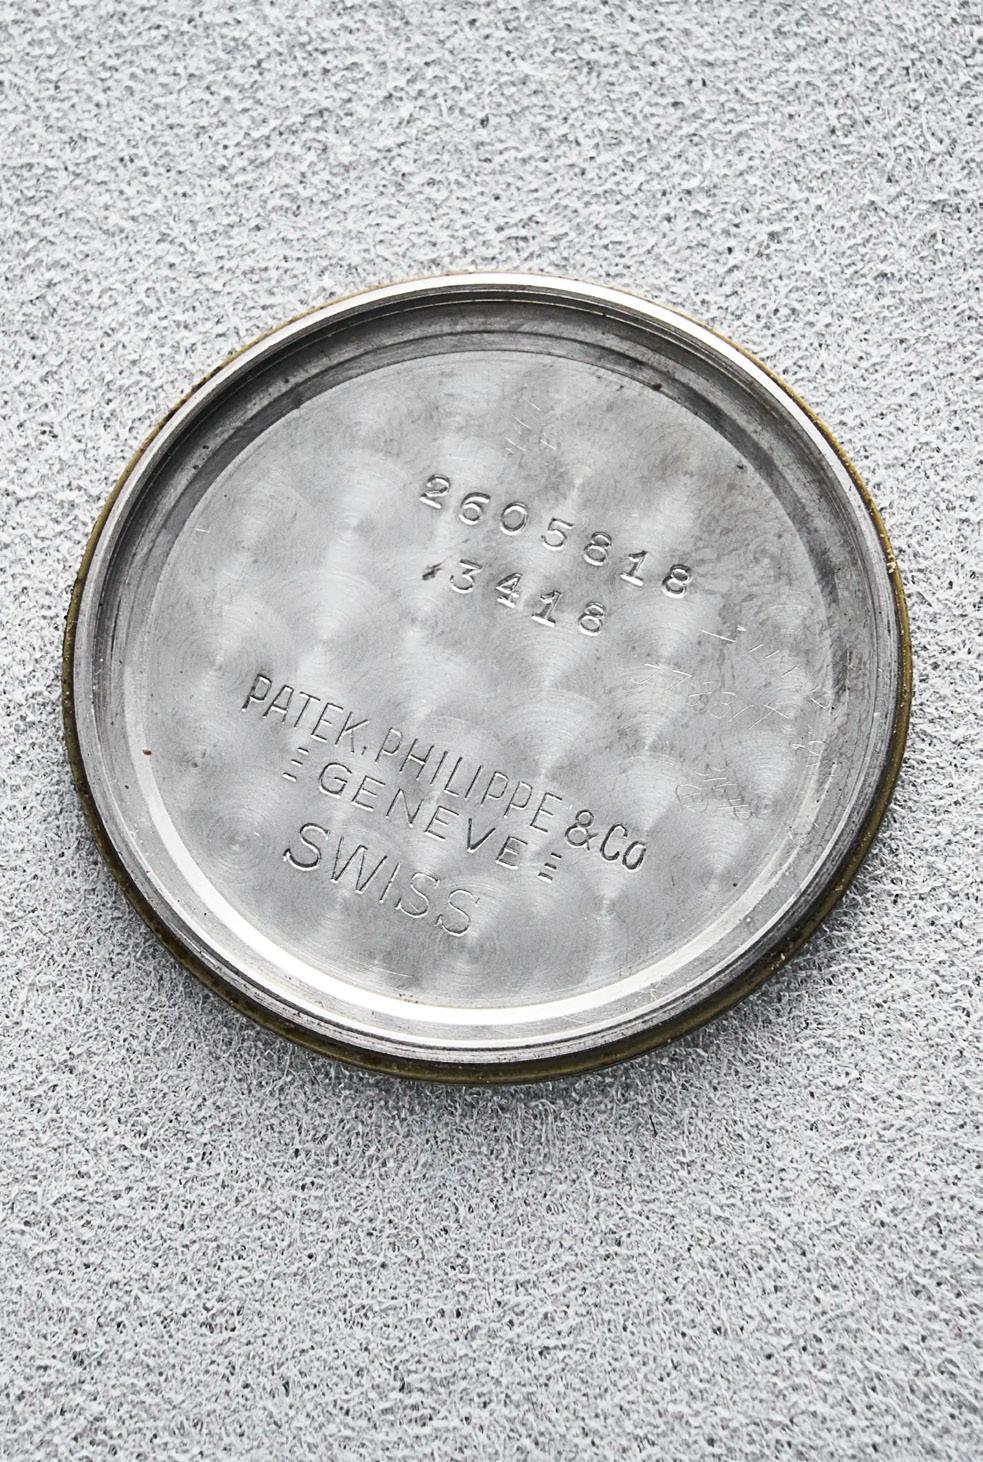 2605818
3418
PATEK, PHILIPPE & Co
= GENEVE =
SWISS